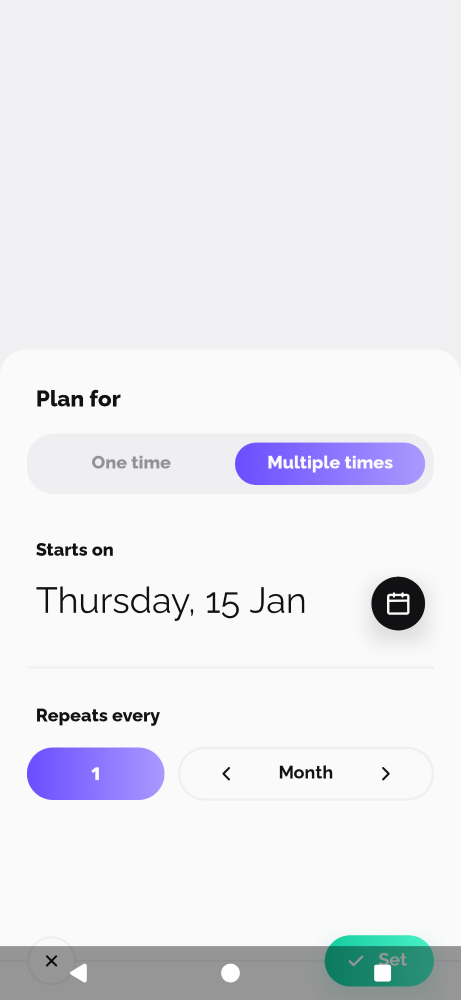 Plan for
One time
Multiple times
Starts on
Thursday, 15 Jan
Repeats every
1
Month
Set